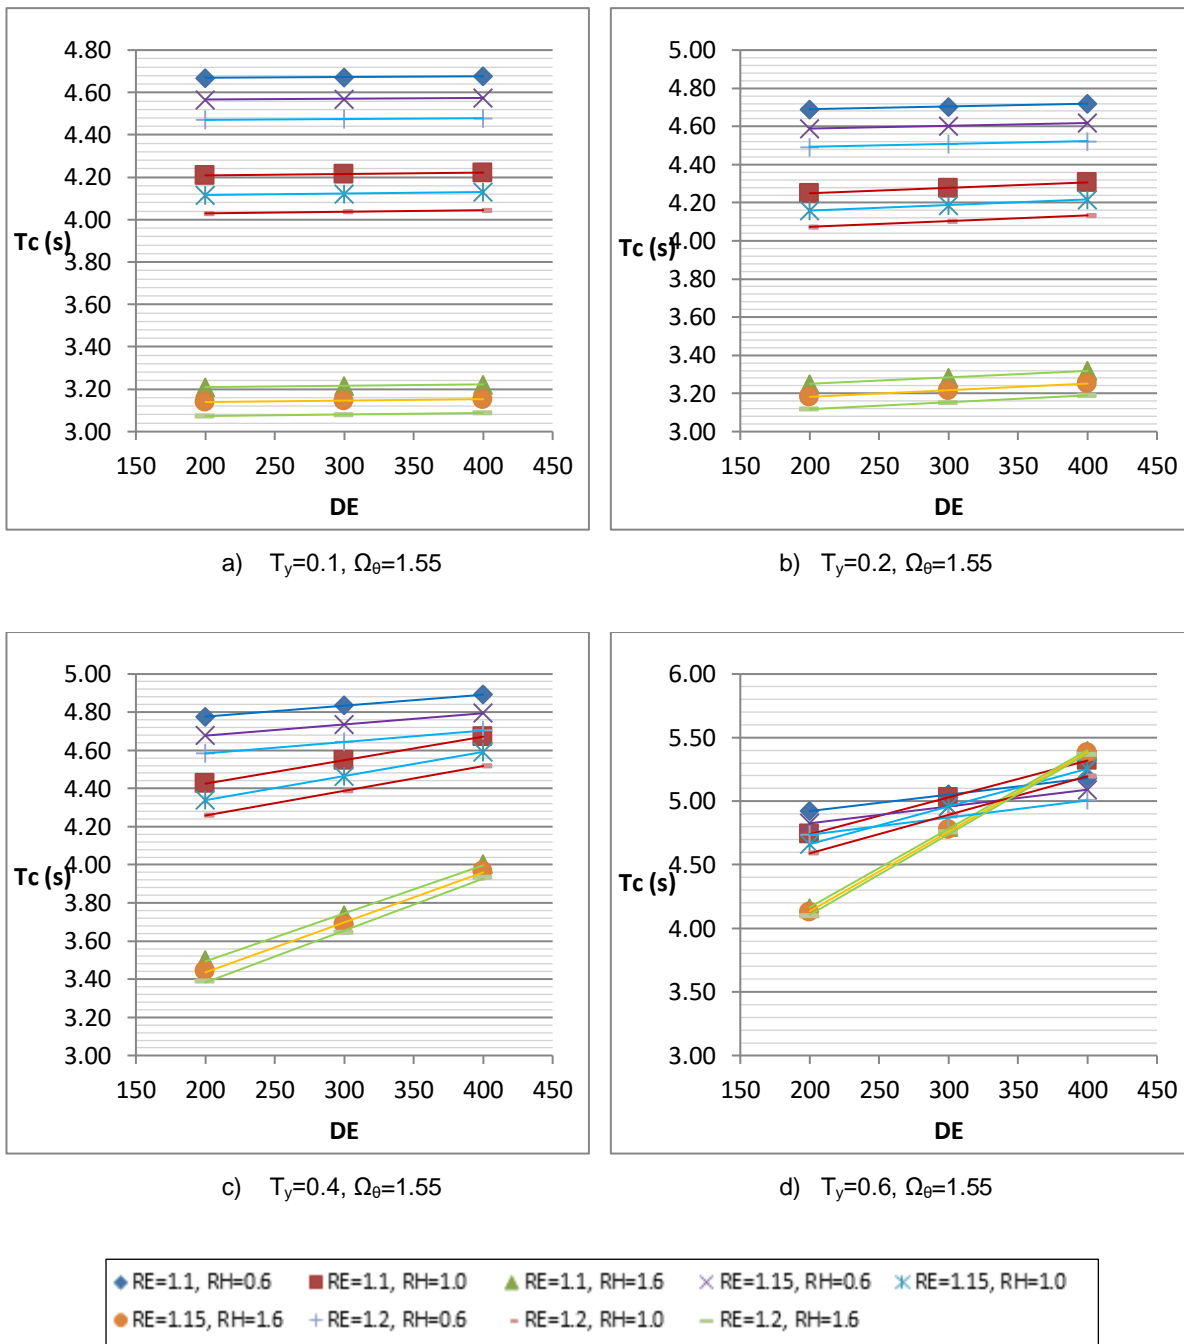 4.80
4.60
4.40
4.20
4.00
3.80
3.60
3.40
3.20
3.00
Tc (s)
150 200 250 300 350 400 450
DE
a) Tᵧ=0.1, Ωθ=1.55
5.00
4.80
4.60
4.40
4.20
4.00
3.80
3.60
3.40
3.20
3.00
Tc (s)
150 200 250 300 350 400 450
DE
b) Tᵧ=0.2, Ωθ=1.55
5.00
4.80
4.60
4.40
4.20
4.00
3.80
3.60
3.40
3.20
3.00
Tc (s)
150 200 250 300 350 400 450
DE
c) Tᵧ=0.4, Ωθ=1.55
6.00
5.50
5.00
4.50
4.00
3.50
3.00
Tc (s)
150 200 250 300 350 400 450
DE
d) Tᵧ=0.6, Ωθ=1.55
RE=1.1, RH=0.6 RE=1.1, RH=1.0 RE=1.1, RH=1.6 RE=1.15, RH=0.6 RE=1.15, RH=1.0
RE=1.15, RH=1.6 RE=1.2, RH=0.6 RE=1.2, RH=1.0 RE=1.2, RH=1.6